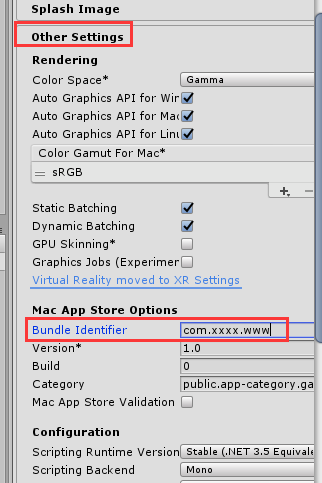 Splash Image
Other Settings
Rendering
Color Space* Gamma
Auto Graphics API for Win
Auto Graphics API for Mac
Auto Graphics API for Linu
Color Gamut For Mac*
= sRGB
Static Batching
Dynamic Batching
GPU Skinning*
Graphics Jobs (Experimen
Virtual Reality moved to XR Settings
Mac App Store Options
Bundle Identifier com.xxxx.www
Version* 1.0
Build 0
Category public.app-category.ga
Mac App Store Validation
Configuration
Scripting Runtime Version Stable (.NET 3.5 Equivale
Scripting Backend Mono